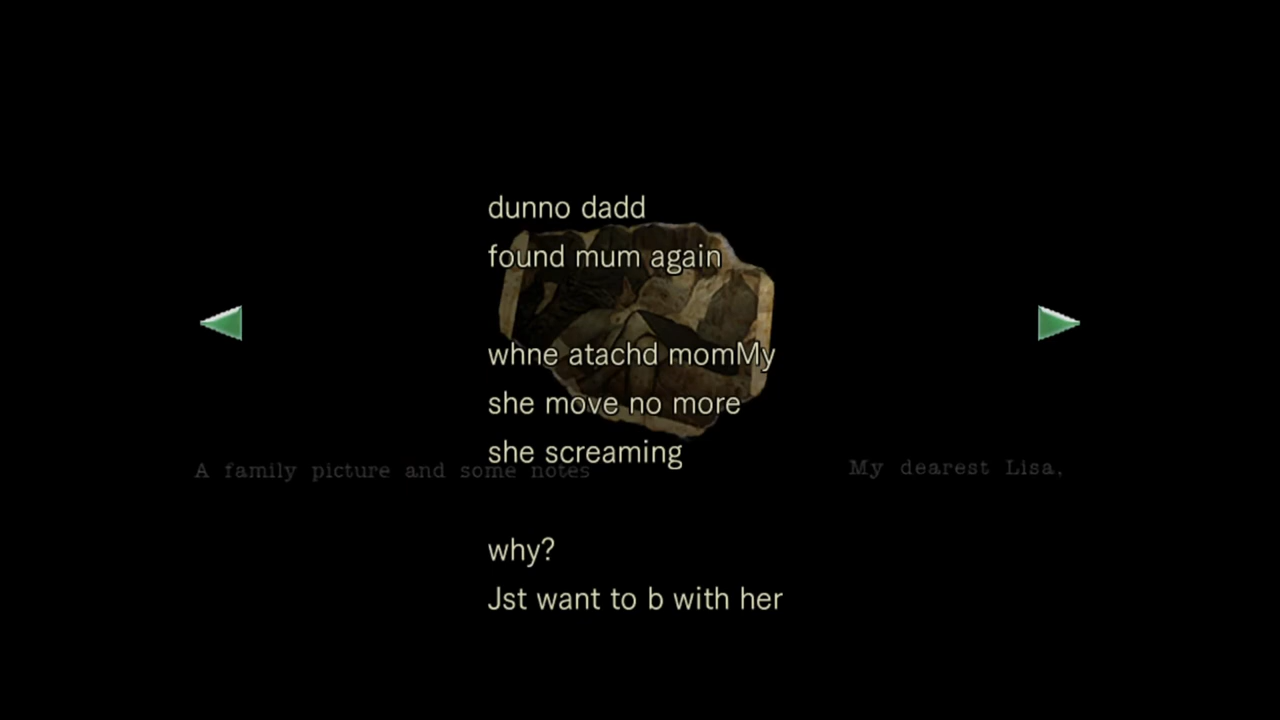 dunno dadd
found mum again
whne atachd momMy
she move no more
she screaming
A family picture and some notes
My dearest Lisa,
why?
Jst want to b with her